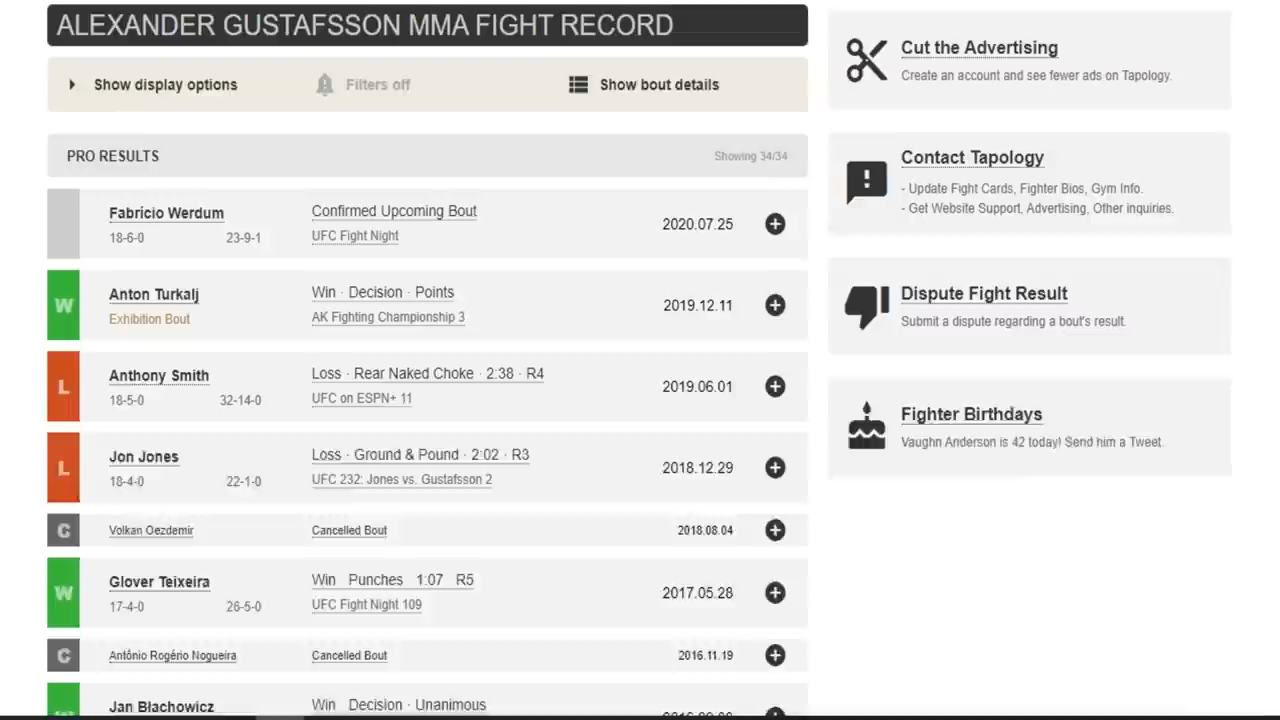 ALEXANDER GUSTAFSSON MMA FIGHT RECORD
Show display options Filters off Show bout details
PRO RESULTS Showing 34/34
Fabricio Werdum Confirmed Upcoming Bout 2020.07.25
18-6-0 23-9-1 UFC Fight Night
W Anton Turkalj Win · Decision · Points 2019.12.11
Exhibition Bout AK Fighting Championship 3
L Anthony Smith Loss · Rear Naked Choke · 2:38 · R4 2019.06.01
18-5-0 32-14-0 UFC on ESPN+ 11
L Jon Jones Loss · Ground & Pound · 2:02 · R3 2018.12.29
18-4-0 22-1-0 UFC 232: Jones vs. Gustafsson 2
C Volkan Oezdemir Cancelled Bout 2018.08.04
W Glover Teixeira Win Punches 1:07 R5 2017.05.28
17-4-0 26-5-0 UFC Fight Night 109
C Antônio Rogério Nogueira Cancelled Bout 2016.11.19
Jan Błachowicz Win Decision · Unanimous
Cut the Advertising
Create an account and see fewer ads on Tapology.
Contact Tapology
- Update Fight Cards, Fighter Bios, Gym Info.
- Get Website Support, Advertising, Other inquiries.
Dispute Fight Result
Submit a dispute regarding a bout's result.
Fighter Birthdays
Vaughn Anderson is 42 today! Send him a Tweet.